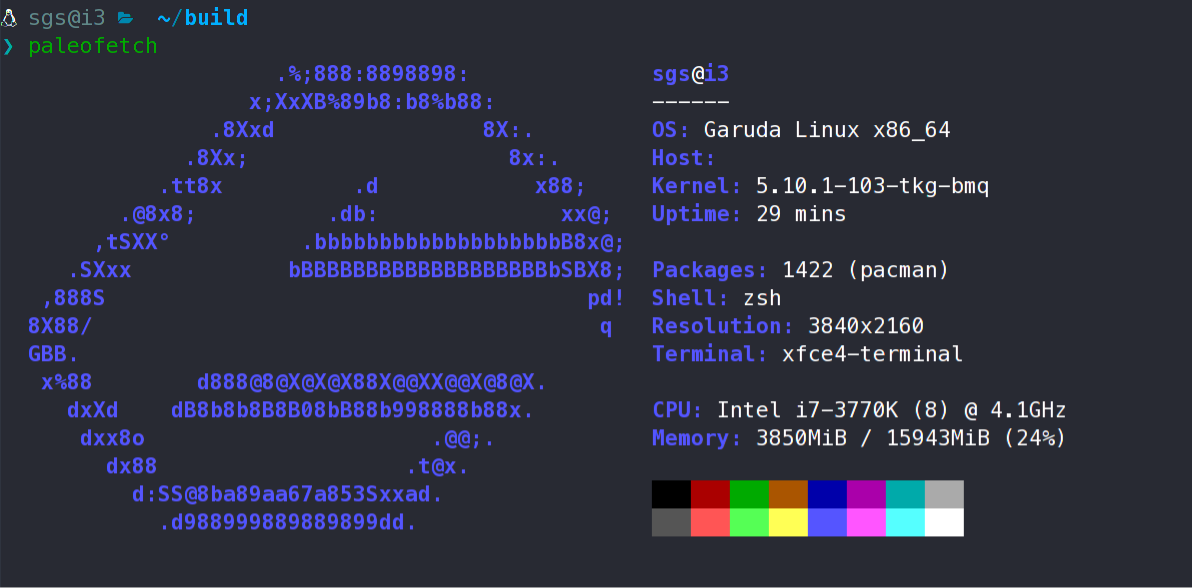 sgs@i3 ~/build
❯ paleofetch
.%;888:8898898: sgs@i3
x;XxXB%89b8:b8%b88: ------
.8Xxd 8X:. OS: Garuda Linux x86_64
.8Xx; 8x:. Host:
.tt8x .d x88; Kernel: 5.10.1-103-tkg-bmq
.@8x8; .db: xx@; Uptime: 29 mins
,tSXX° .bbbbbbbbbbbbbbbbbbbB8x@;
.SXxx bBBBBBBBBBBBBBBBBBBBbSBX8; Packages: 1422 (pacman)
,888S pd! Shell: zsh
8X88/ q Resolution: 3840x2160
GBB. Terminal: xfce4-terminal
x%88 d888@8@X@X@X88X@@XX@@X@8@X.
dxXd dB8b8b8B8B08bB88b998888b88x. CPU: Intel i7-3770K (8) @ 4.1GHz
dxx8o .@@;. Memory: 3850MiB / 15943MiB (24%)
dx88 .t@x.
d:SS@8ba89aa67a853Sxxad.
.d988999889889899dd.